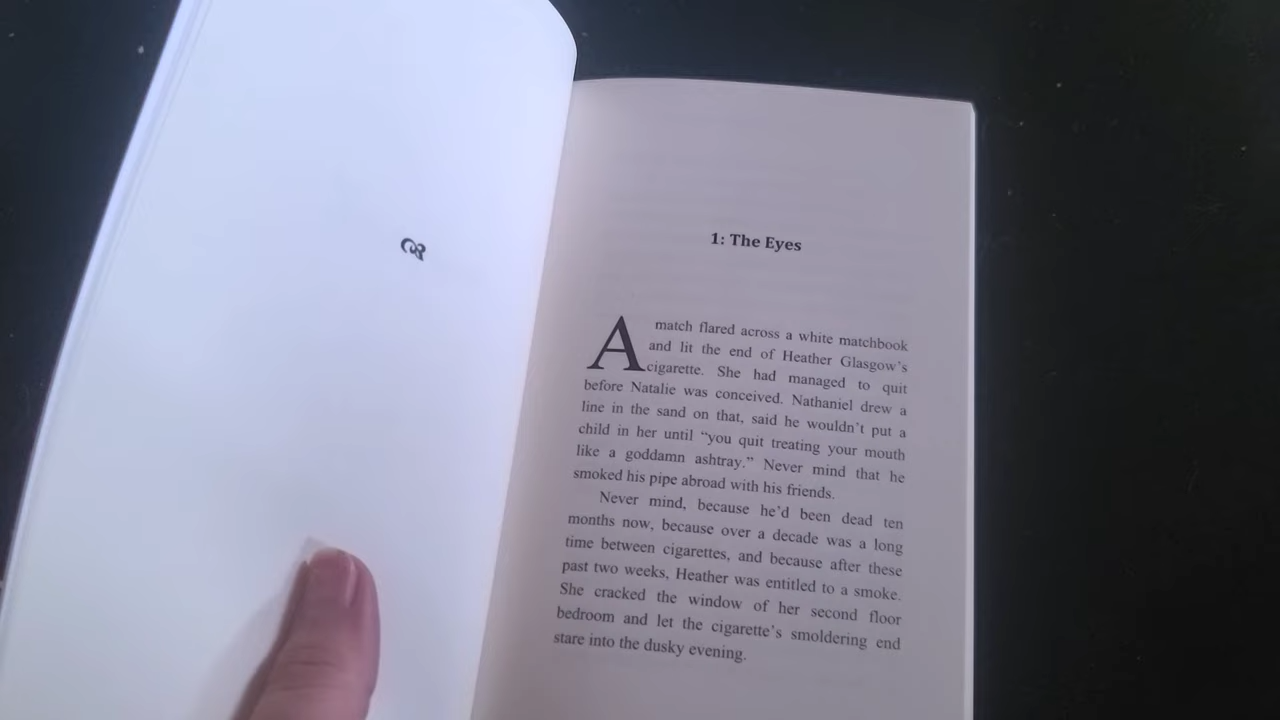 1: The Eyes
A match flared across a white matchbook
and lit the end of Heather Glasgow’s
cigarette. She had managed to quit
before Natalie was conceived. Nathaniel drew a
line in the sand on that, said he wouldn’t put a
child in her until “you quit treating your mouth
like a goddamn ashtray.” Never mind that he
smoked his pipe abroad with his friends.
Never mind, because he’d been dead ten
months now, because over a decade was a long
time between cigarettes, and because after these
past two weeks, Heather was entitled to a smoke.
She cracked the window of her second floor
bedroom and let the cigarette’s smoldering end
stare into the dusky evening.